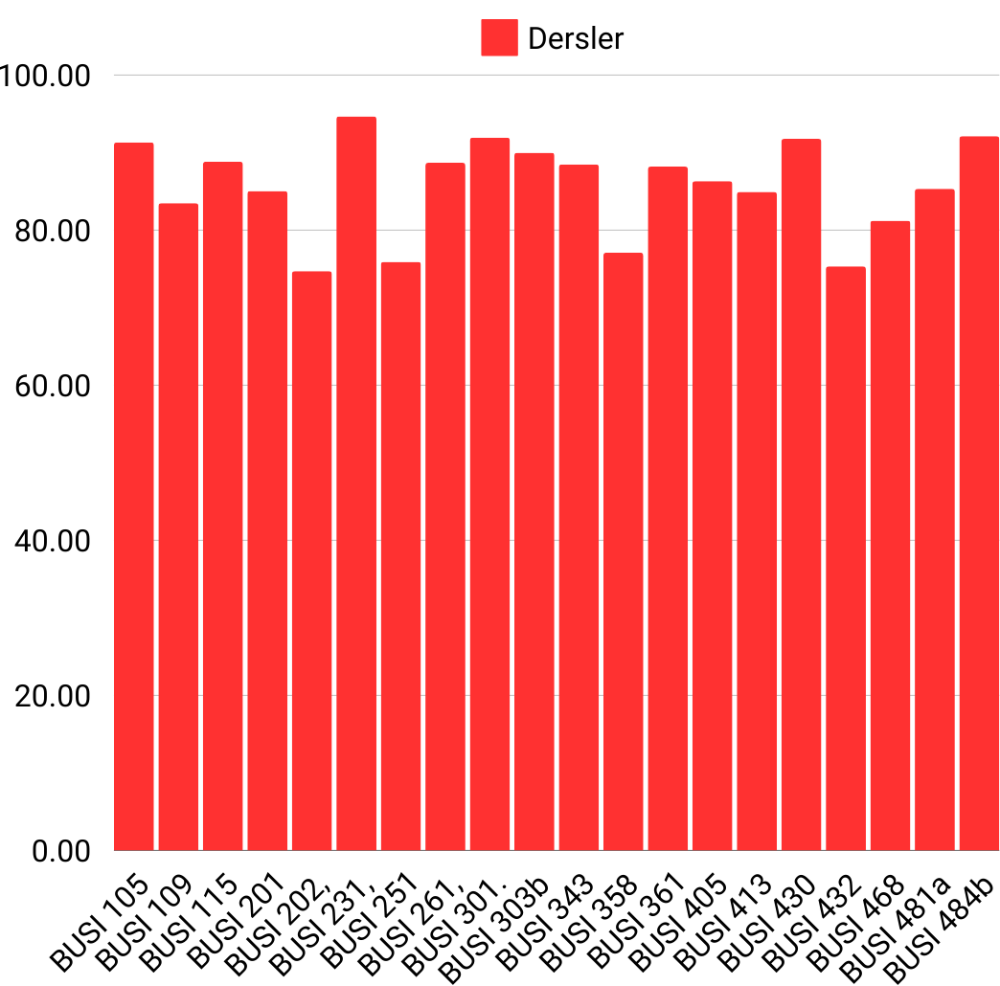 Dersler
100.00
80.00
60.00
40.00
20.00
0.00
BUSI 105
BUSI 109
BUSI 115
BUSI 201
BUSI 202,
BUSI 231,
BUSI 251
BUSI 261,
BUSI 301.
BUSI 303b
BUSI 343
BUSI 358
BUSI 361
BUSI 405
BUSI 413
BUSI 430
BUSI 432
BUSI 468
BUSI 481a
BUSI 484b